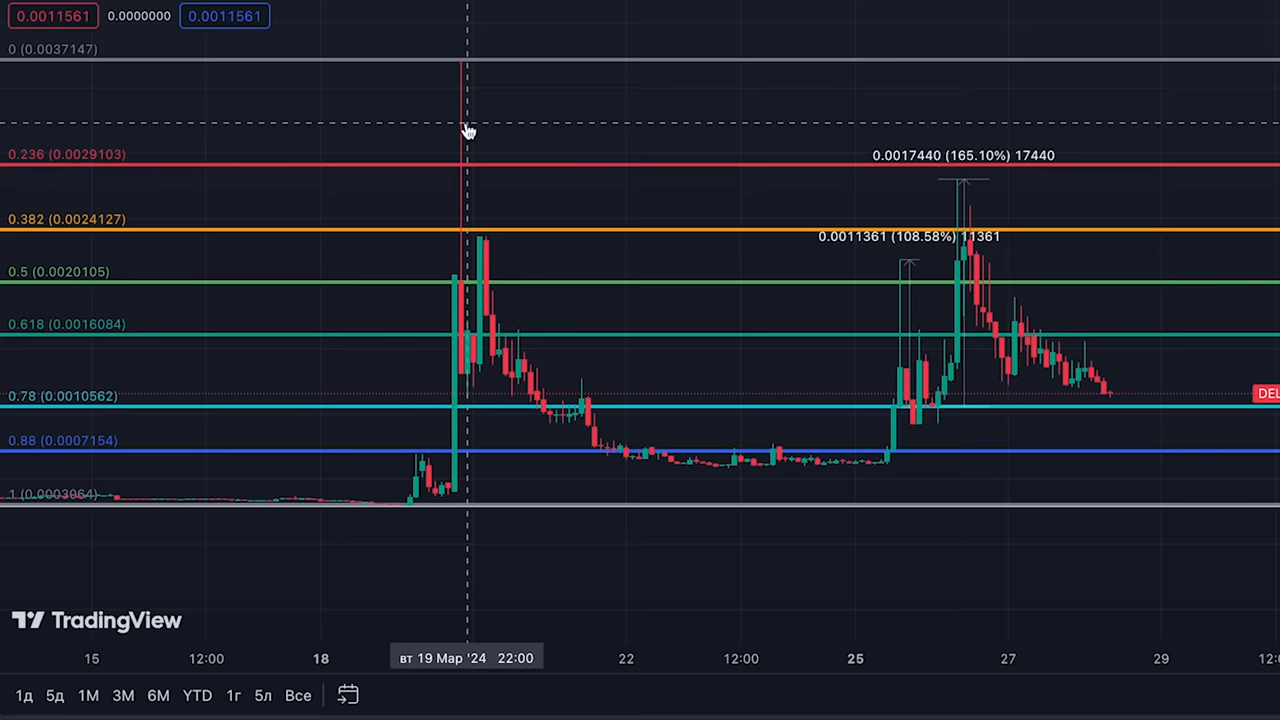 0.0011561 0.0000000 0.0011561
0 (0.0037147)
0.236 (0.0029103)
0.0017440 (165.10%) 17440
0.382 (0.0024127)
0.0011361 (108.58%) 11361
0.5 (0.0020105)
0.618 (0.0016084)
0.78 (0.0010562)
DEL
0.88 (0.0007154)
1 (0.0003064)
TradingView
15 12:00 18 вт 19 Мар '24 22:00 22 12:00 25 27 29 12:0
1д 5д 1М 3М 6М YTD 1г 5л Все